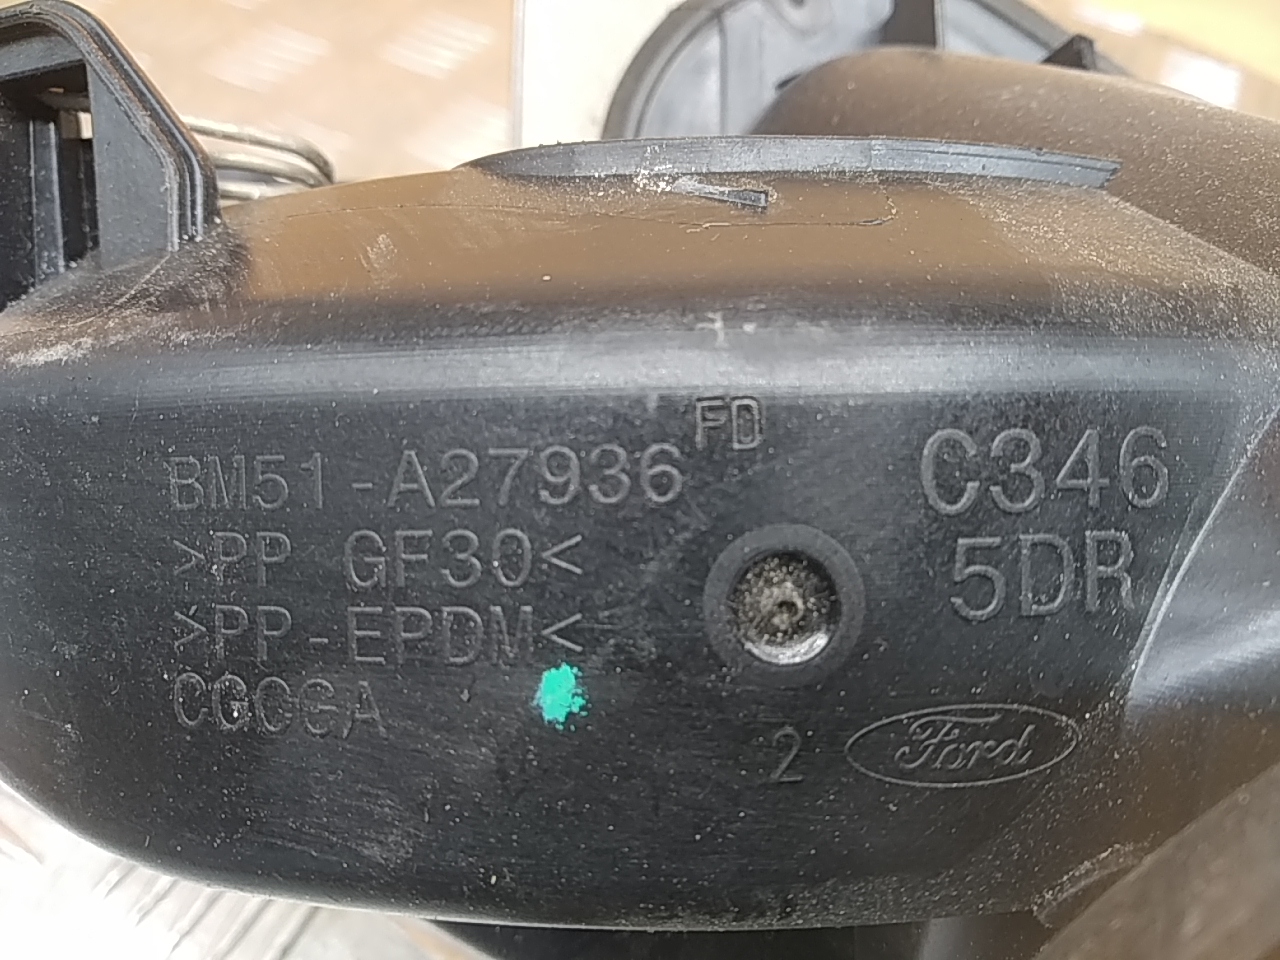 BM51-A27936 FD
>PP GF30<
>PP-EPDM<
CGCGA
C346
5DR
2
Ford